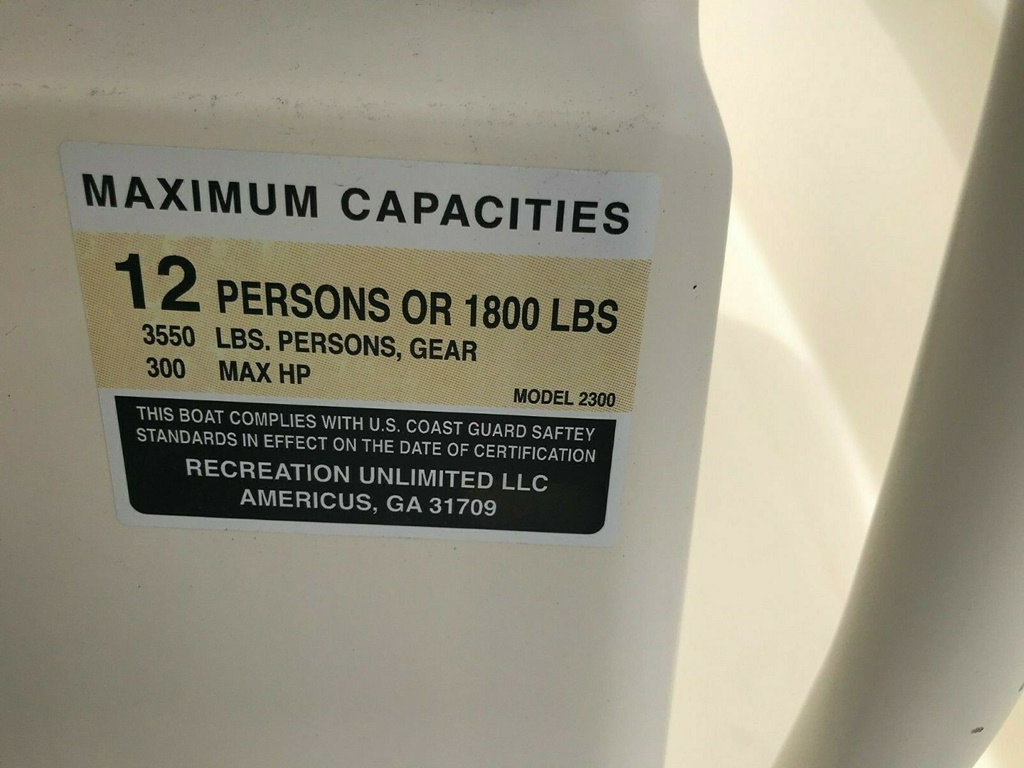 MAXIMUM CAPACITIES
12 PERSONS OR 1800 LBS
3550 LBS. PERSONS, GEAR
300 MAX HP
MODEL 2300
THIS BOAT COMPLIES WITH U.S. COAST GUARD SAFTEY
STANDARDS IN EFFECT ON THE DATE OF CERTIFICATION
RECREATION UNLIMITED LLC
AMERICUS, GA 31709